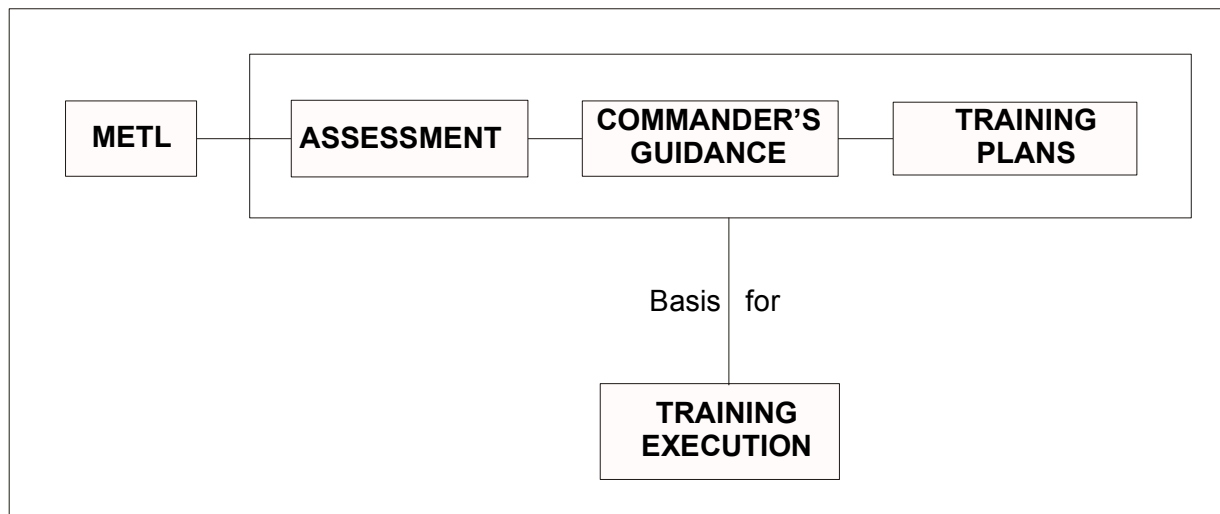 METL
ASSESSMENT
COMMANDER’S
GUIDANCE
TRAINING
PLANS
Basis for
TRAINING
EXECUTION